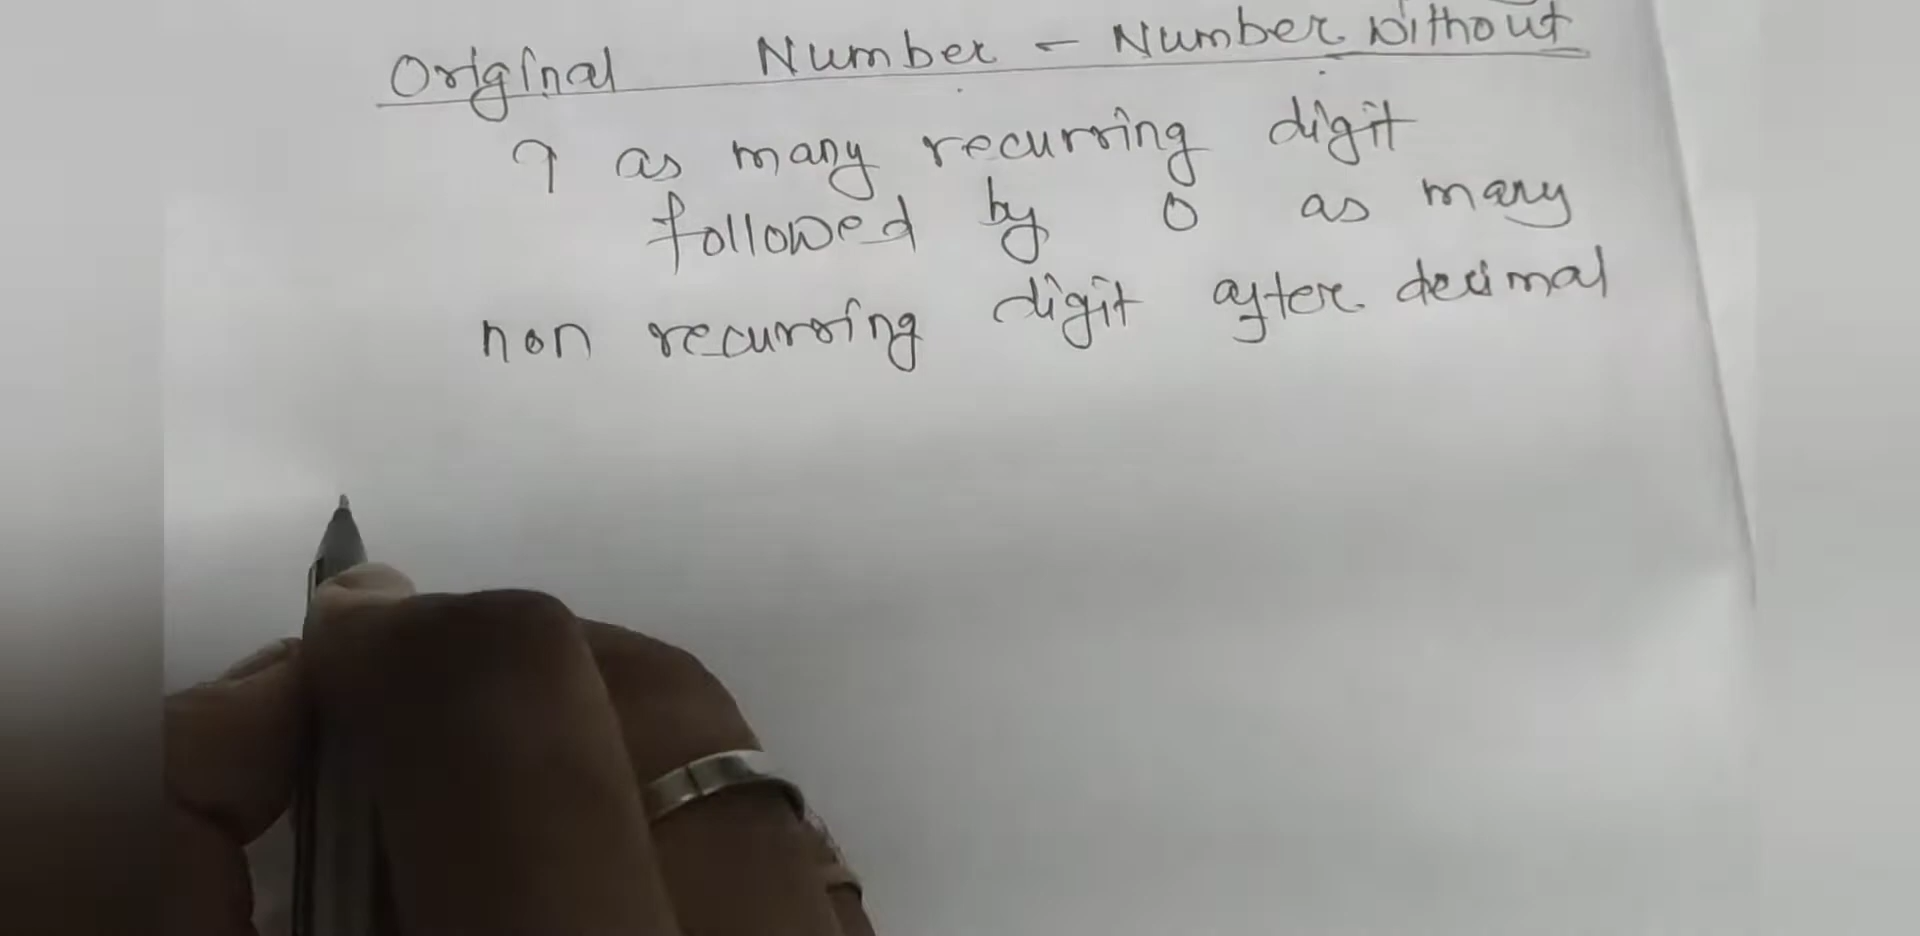 Original Number - Number Without
9 as many recurring digit
followed by 0 as many
non recurring digit after decimal